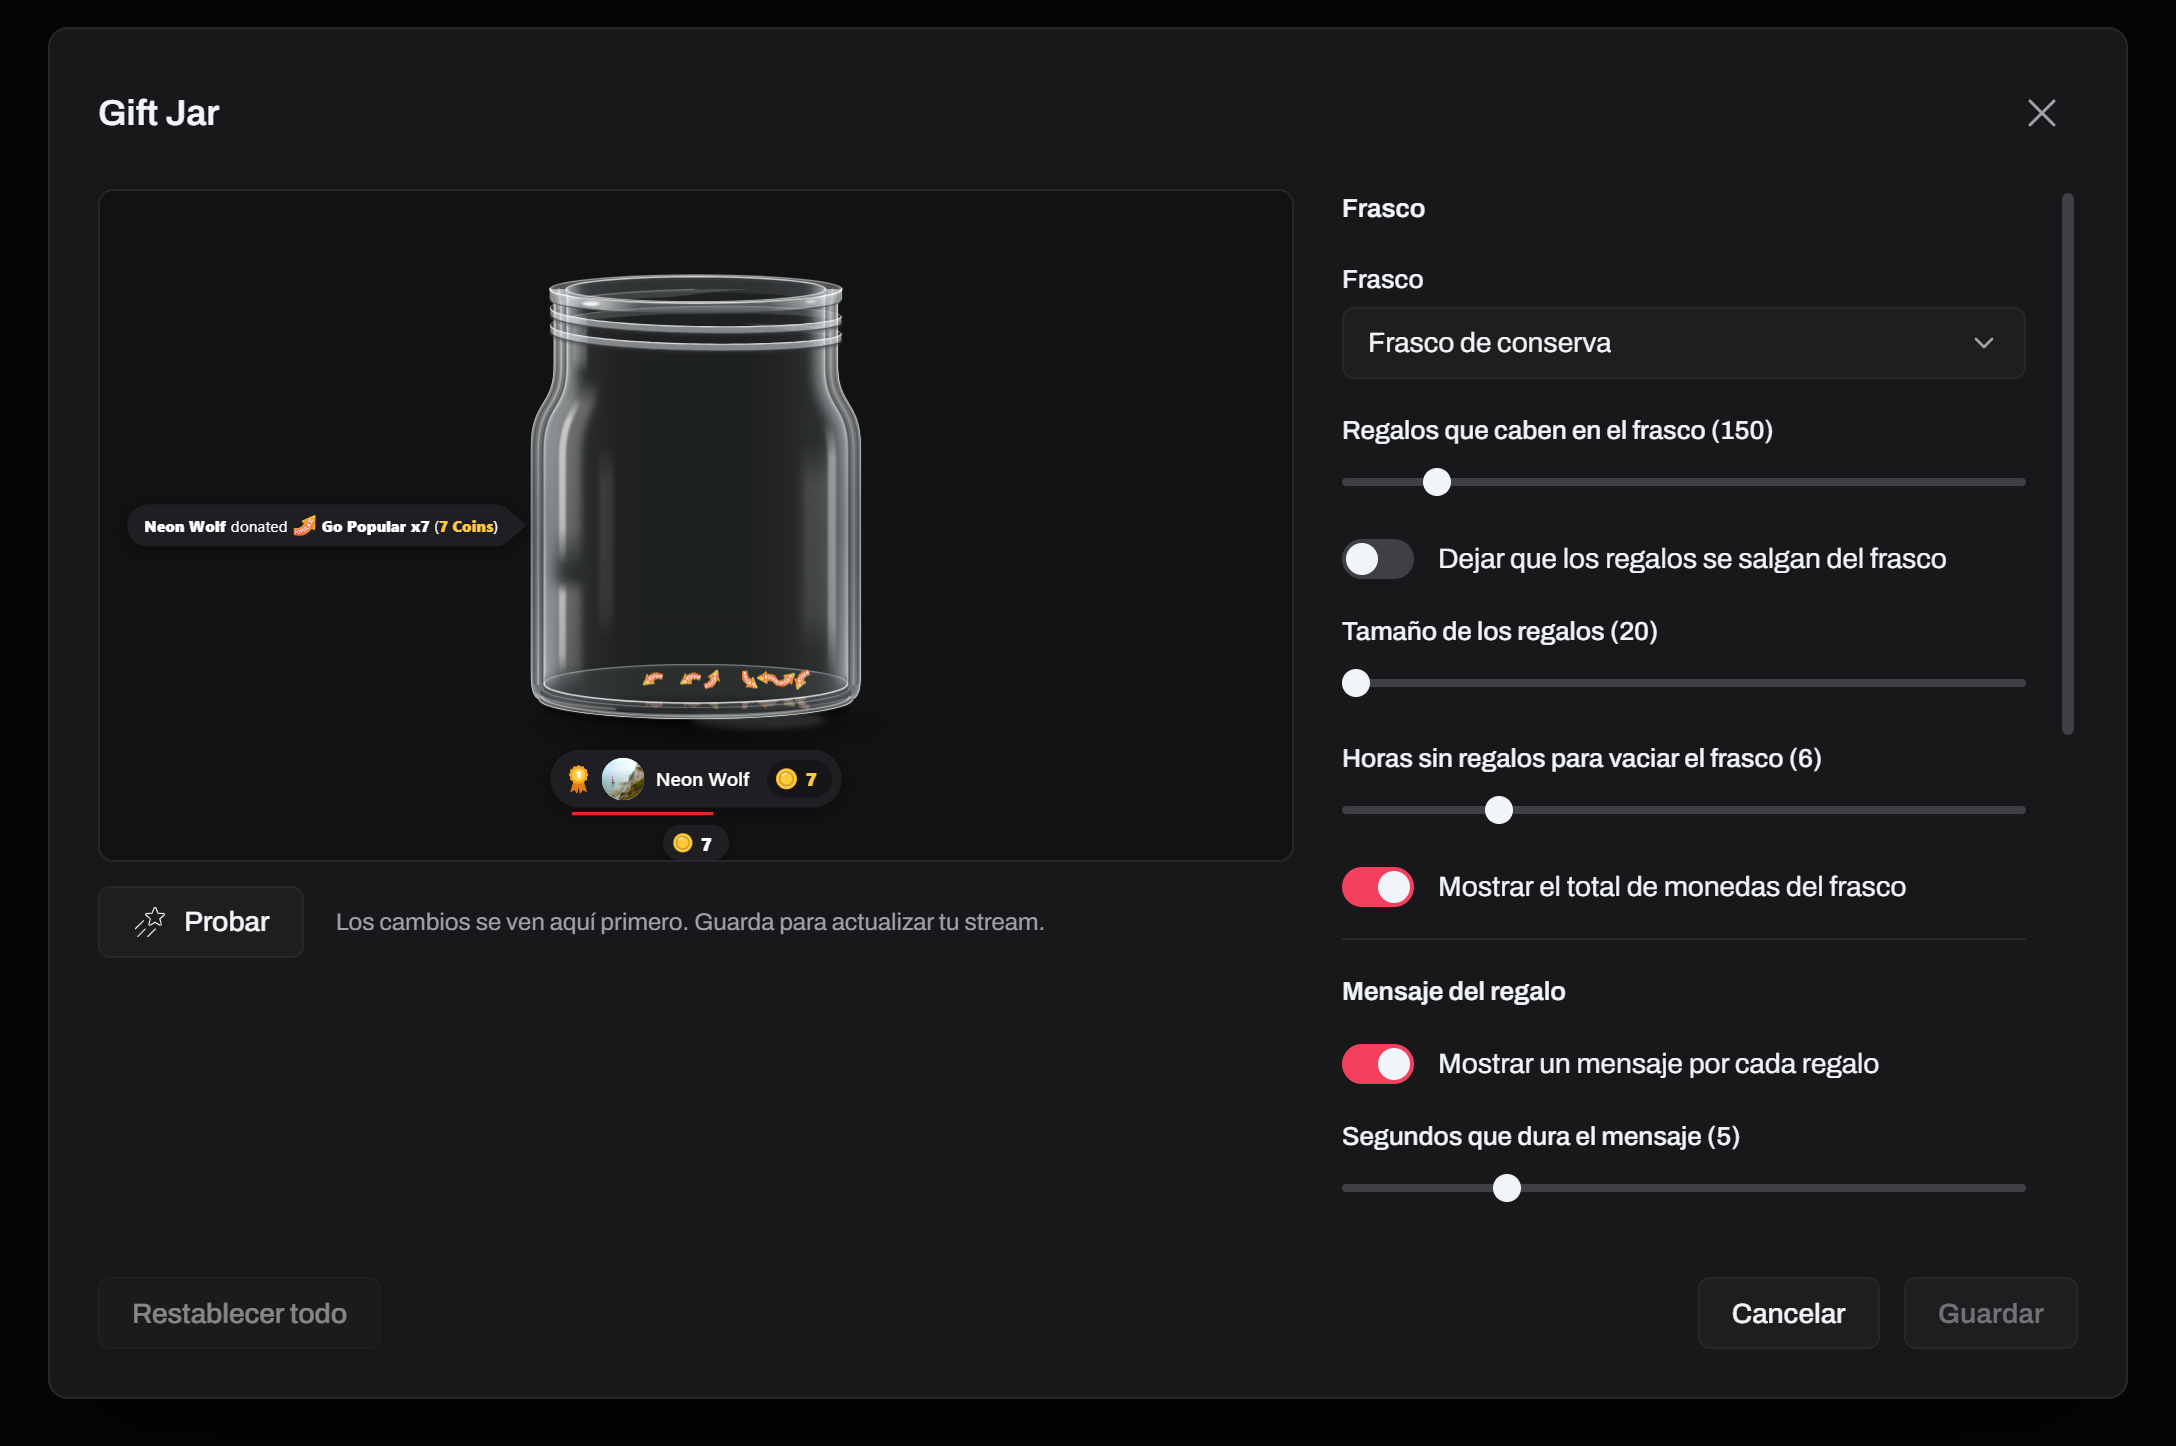 Gift Jar
Neon Wolf donated Go Popular x7 (7 Coins)
1
Neon Wolf
7
7
Probar
Los cambios se ven aquí primero. Guarda para actualizar tu stream.
Frasco
Frasco
Frasco de conserva
Regalos que caben en el frasco (150)
Dejar que los regalos se salgan del frasco
Tamaño de los regalos (20)
Horas sin regalos para vaciar el frasco (6)
Mostrar el total de monedas del frasco
Mensaje del regalo
Mostrar un mensaje por cada regalo
Segundos que dura el mensaje (5)
Restablecer todo
Cancelar
Guardar